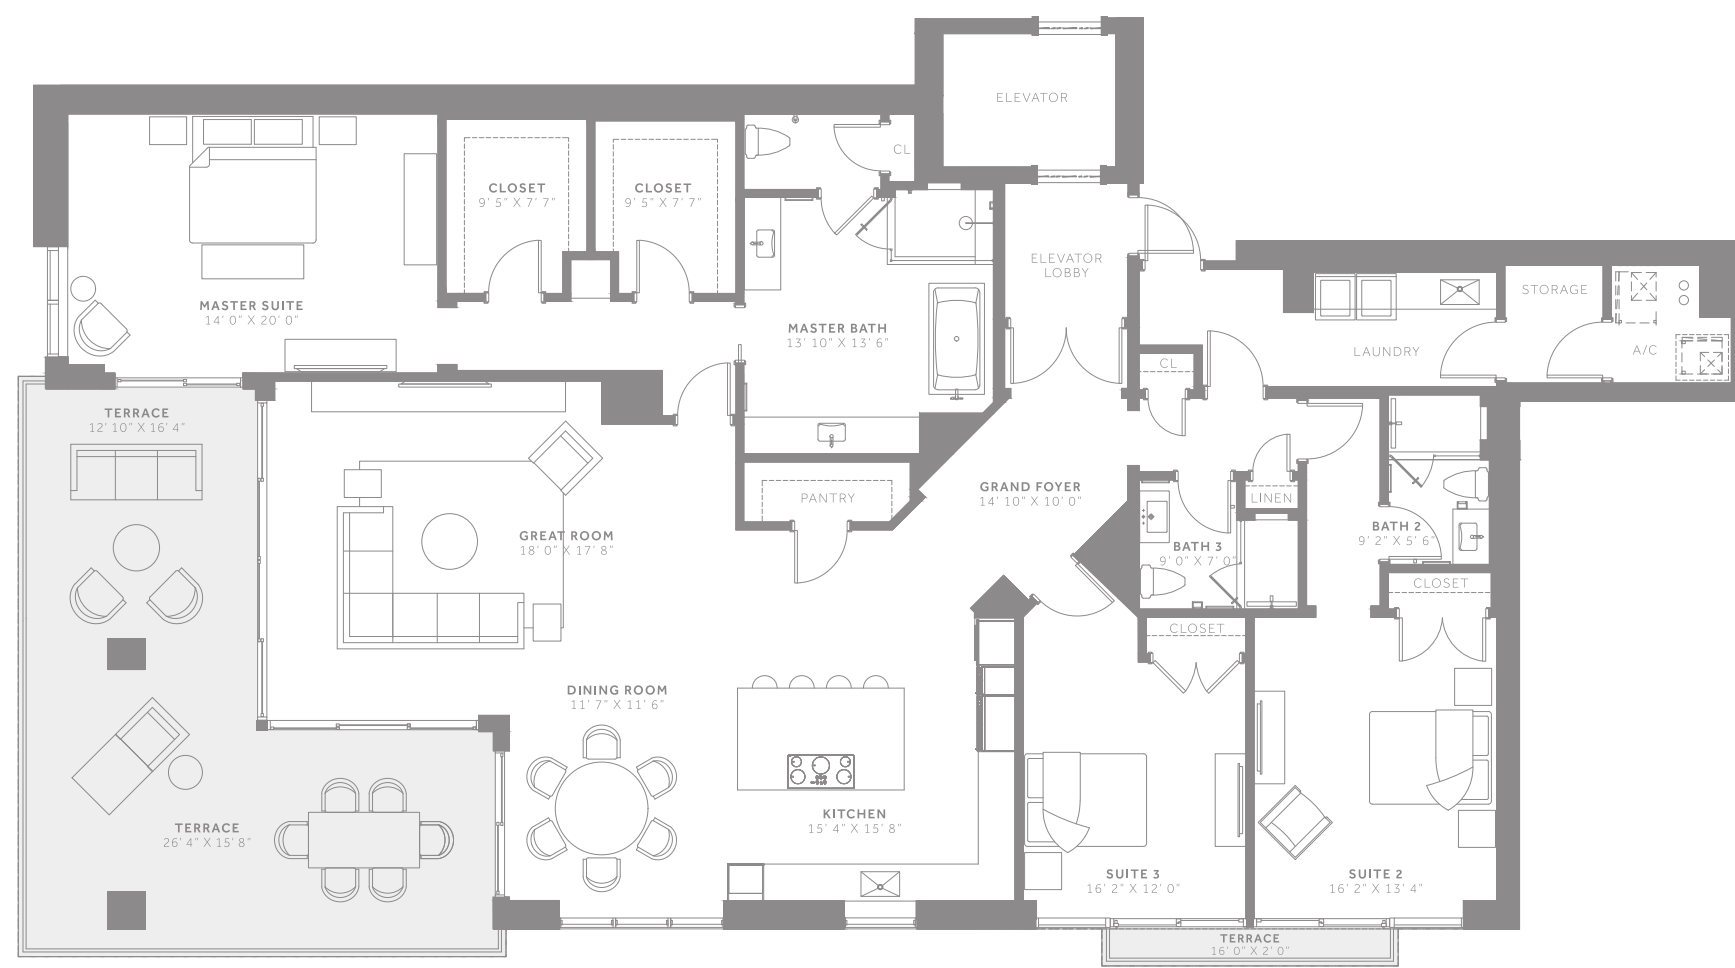 ELEVATOR
CL
CLOSET
9' 5" X 7' 7"
CLOSET
9' 5" X 7' 7"
ELEVATOR
LOBBY
STORAGE
MASTER SUITE
14' 0" X 20' 0"
MASTER BATH
13' 10" X 13' 6"
LAUNDRY
A/C
CL
TERRACE
12' 10" X 16' 4"
GRAND FOYER
14' 10" X 10' 0"
PANTRY
LINEN
GREAT ROOM
18' 0" X 17' 8"
BATH 2
9' 2" X 5' 6"
BATH 3
9' 0" X 7' 0"
CLOSET
CLOSET
DINING ROOM
11' 7" X 11' 6"
KITCHEN
15' 4" X 15' 8"
TERRACE
26' 4" X 15' 8"
SUITE 3
16' 2" X 12' 0"
SUITE 2
16' 2" X 13' 4"
TERRACE
16' 0" X 2' 0"